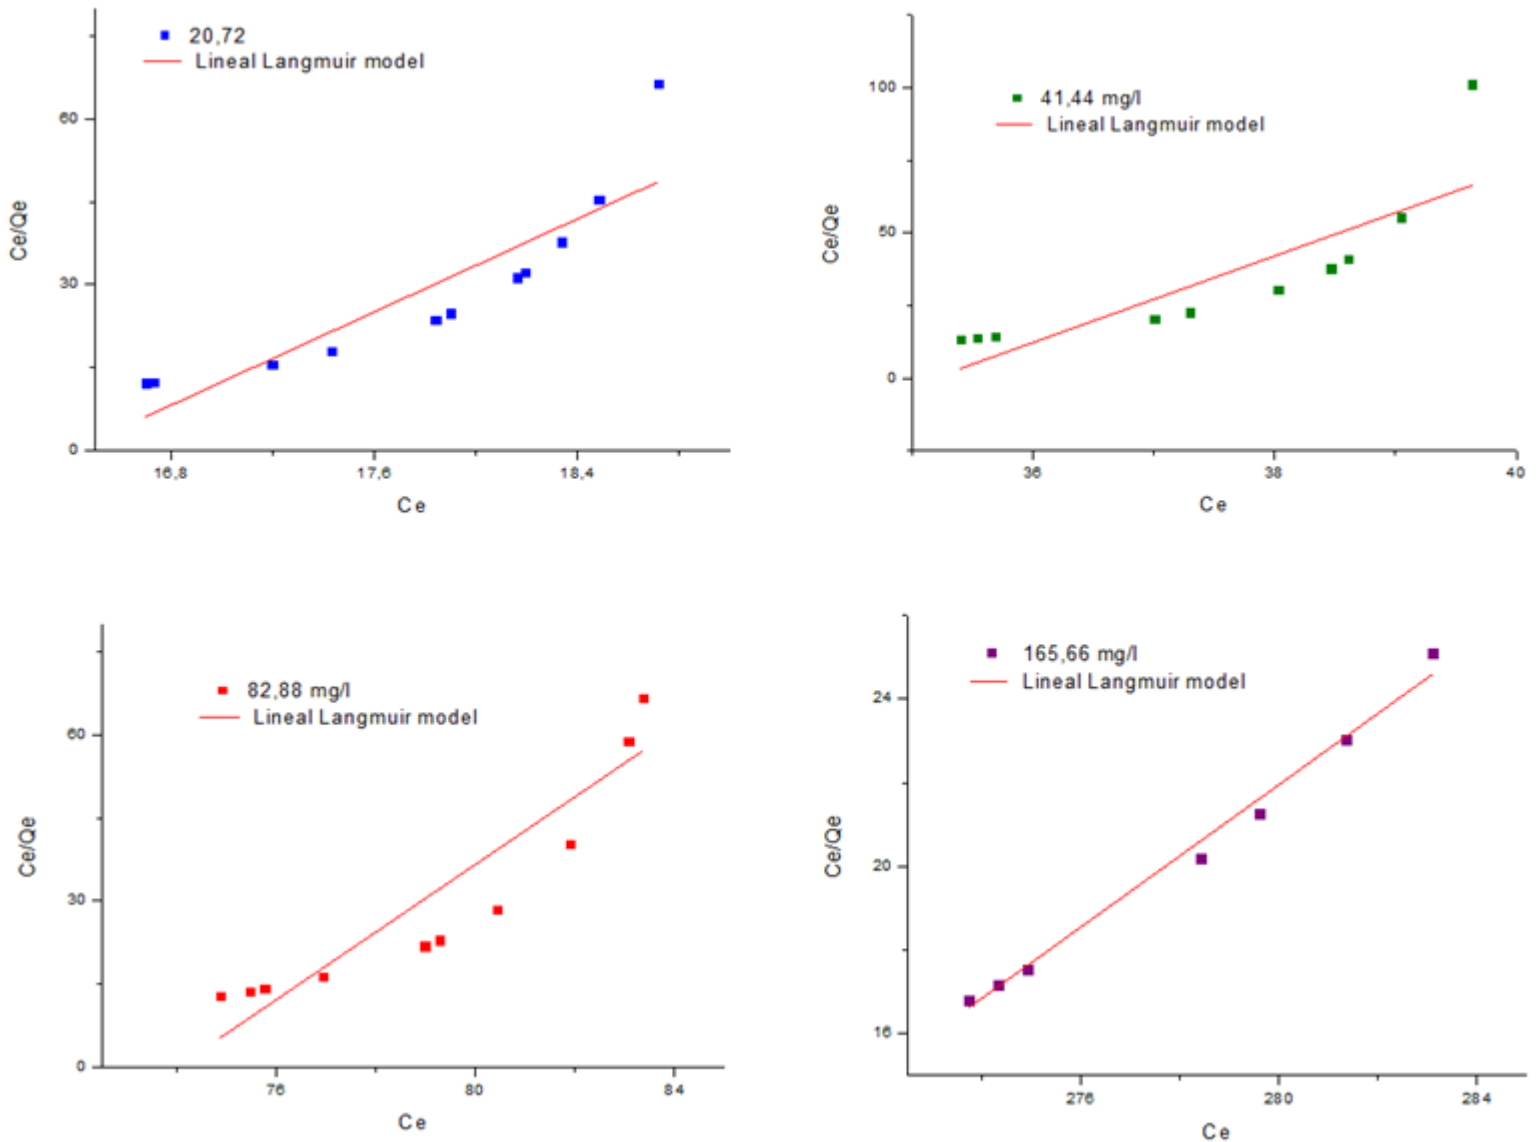 20,72
Lineal Langmuir model
60
30
0
Ce/Qe
16,8 17,6 18,4
Ce
41,44 mg/l
Lineal Langmuir model
100
50
0
Ce/Qe
36 38 40
Ce
82,88 mg/l
Lineal Langmuir model
60
30
0
Ce/Qe
76 80 84
Ce
165,66 mg/l
Lineal Langmuir model
24
20
16
Ce/Qe
276 280 284
Ce